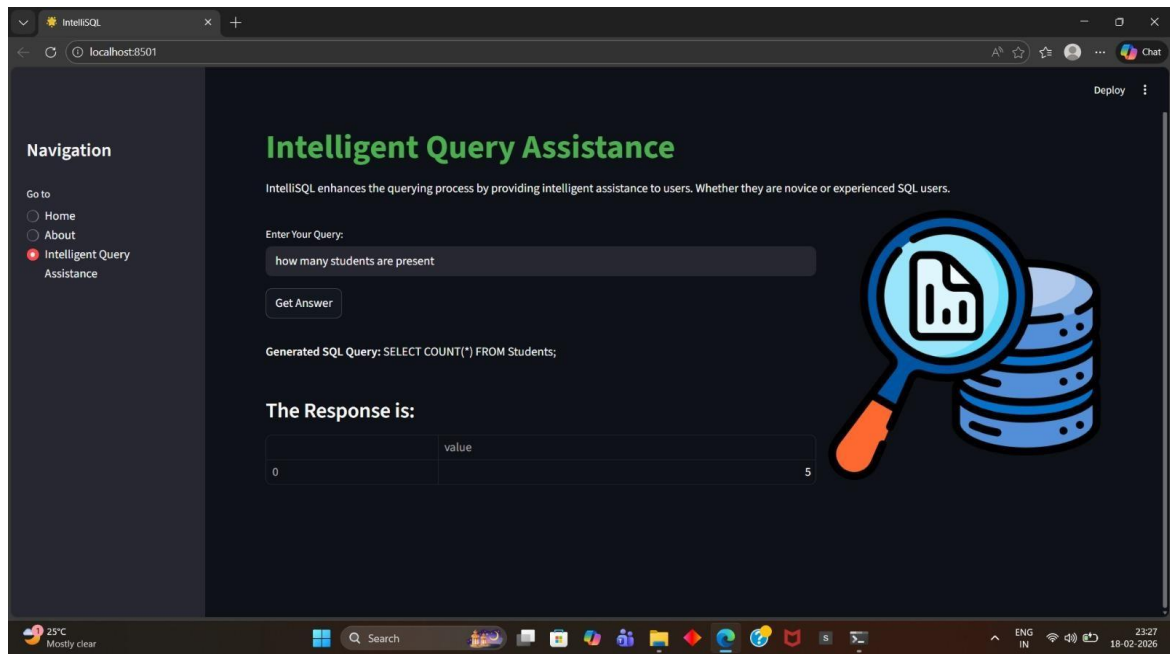 IntelliSQL
localhost:8501
Chat
Deploy
Navigation
Go to
Home
About
Intelligent Query
Assistance
Intelligent Query Assistance
IntelliSQL enhances the querying process by providing intelligent assistance to users. Whether they are novice or experienced SQL users.
Enter Your Query:
how many students are present
Get Answer
Generated SQL Query: SELECT COUNT(*) FROM Students;
The Response is:
value
0 5
1
25°C
Mostly clear
Search
S
ENG
IN
23:27
18-02-2026